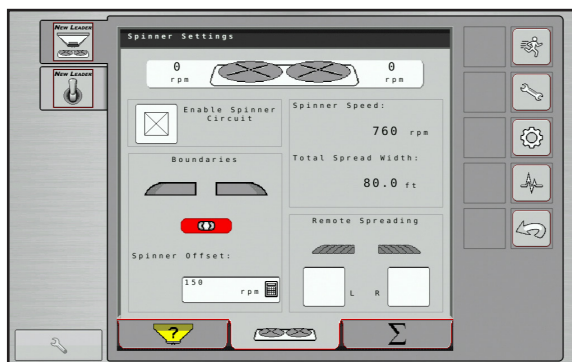 NEW LEADER
NEW LEADER
Spinner Settings
0
rpm
0
rpm
Enable Spinner
Circuit
Spinner Speed:
760 rpm
Total Spread Width:
80.0 ft
Boundaries
Spinner Offset:
150
rpm
Remote Spreading
L R
?
Σ